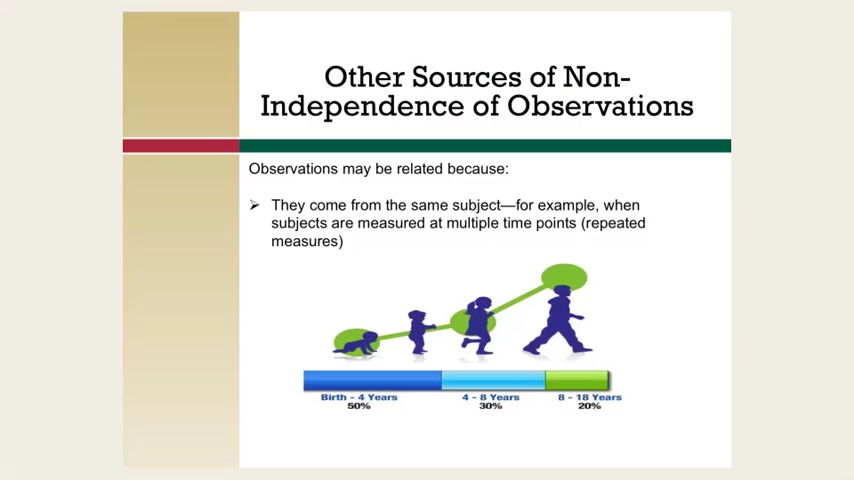 Other Sources of Non-
Independence of Observations
Observations may be related because:
➢ They come from the same subject—for example, when
subjects are measured at multiple time points (repeated
measures)
Birth - 4 Years 4 - 8 Years 8 - 18 Years
50% 30% 20%